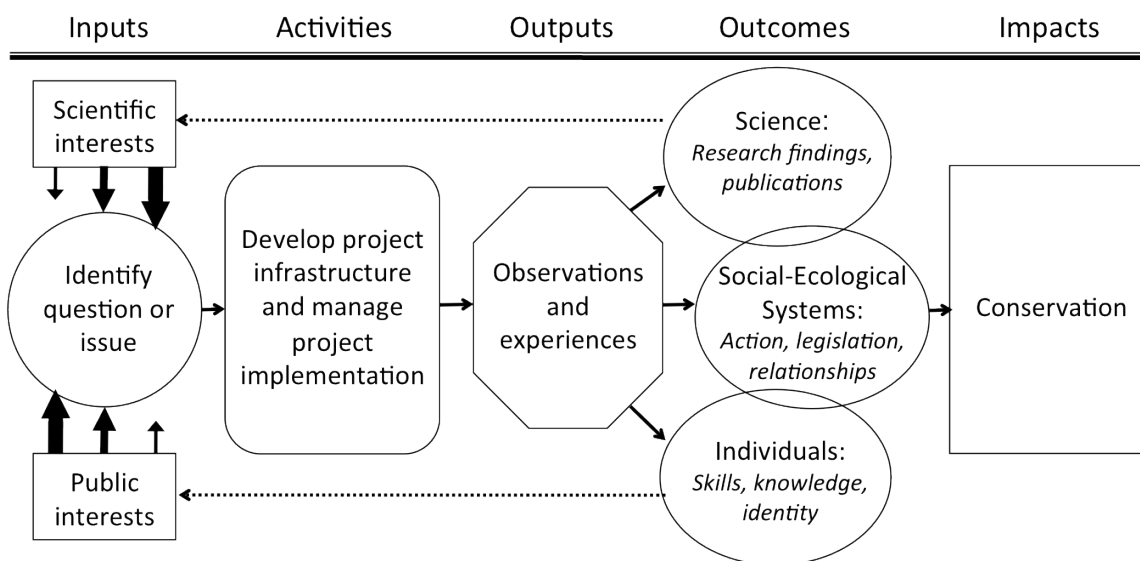 Inputs
Activities
Outputs
Outcomes
Impacts
Scientific
interests
Identify
question or
issue
Public
interests
Develop project
infrastructure
and manage
project
implementation
Observations
and
experiences
Science:
Research findings,
publications
Social-Ecological
Systems:
Action, legislation,
relationships
Individuals:
Skills, knowledge,
identity
Conservation